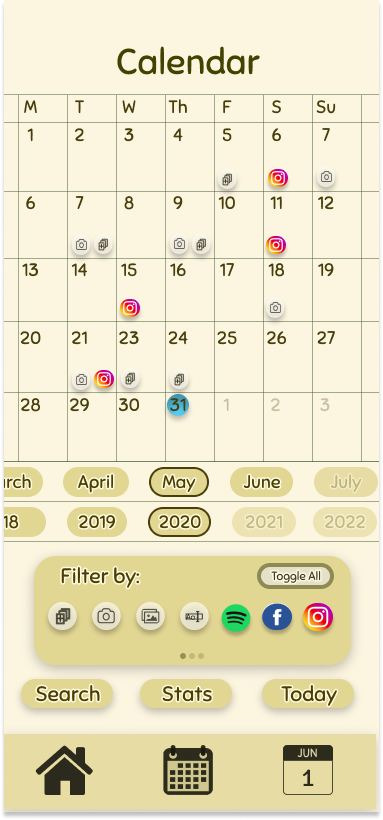 Calendar
M T W Th F S Su
1 2 3 4 5 6 7
6 7 8 9 10 11 12
13 14 15 16 17 18 19
20 21 23 24 25 26 27
28 29 30 31 1 2 3
rch April May June July
18 2019 2020 2021 2022
Filter by: Toggle All
Search Stats Today
JUN
1